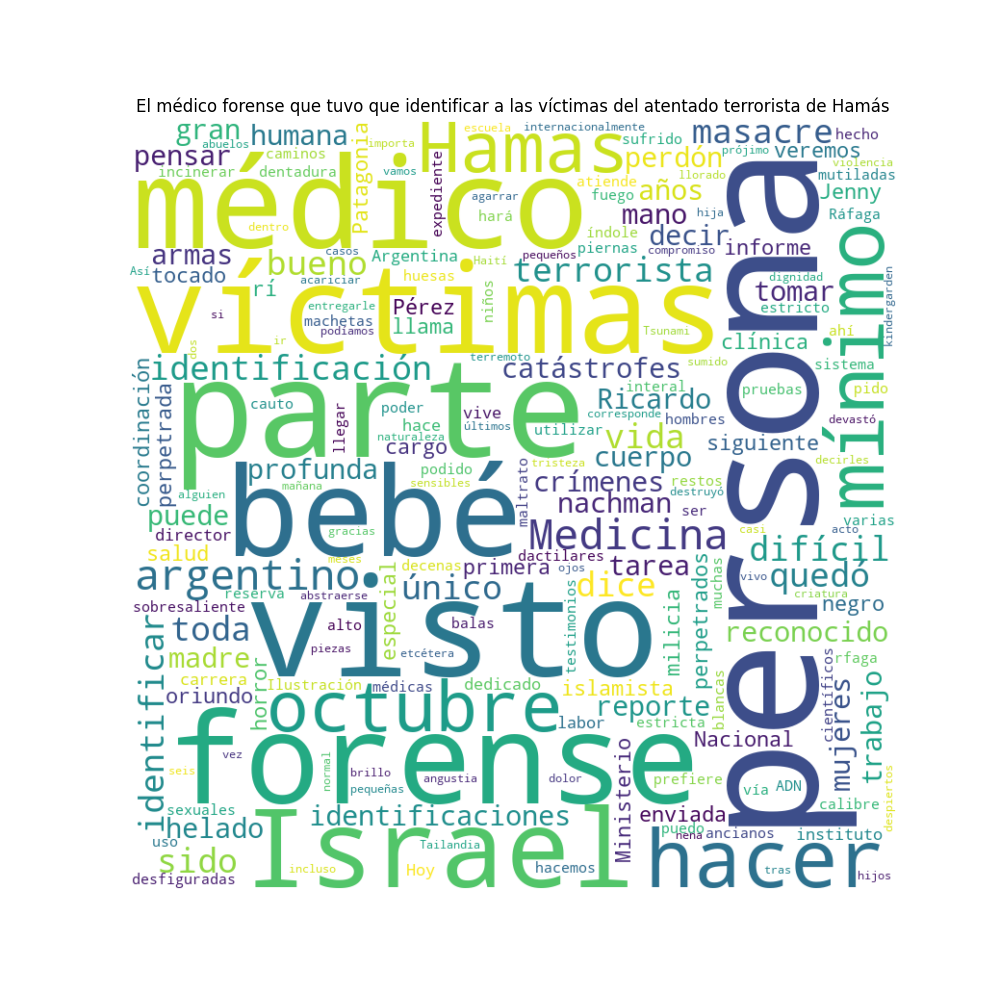 El médico forense que tuvo que identificar a las víctimas del atentado terrorista de Hamás
gran
humana
abuelos
Patagonia
importa
escuela
internacionalmente
Hamas
sufrido
masacre
hecho
pensar
caminos
vamos
expediente
perdón
prójimo
veremos
violencia
incinerar
dentadura
médico
agarrar
atiende
fuego
años
llorado
persona
mutiladas
Jenny
dentro
hará
índole
mano
hija
Ráfaga
armas
casos
Argentina
Haití
pequeños
piernas
decir
compromiso
informe
mínimo
Así
tocado
bueno
acariciar
huesas
terrorista
dignidad
kindergarden
rí
entregarle
Pérez
niños
tomar
si
machetas
podíamos
llama
víctimas
Tsunami
estricto
ahí
dos
ir
clínica
identificación
terremoto
catástrofes
sumido
sistema
coordinación
perpetrada
parte
interal
Ricardo
pruebas
pido
cauto
llegar
poder
vive
últimos
corresponde
hombres
devastó
hace
naturaleza
cargo
utilizar
vida
siguiente
profunda
podido
sensibles
maltrato
tristeza
cuerpo
decirles
mañana
alguien
bebé
crímenes
restos
destruyó
puede
director
gracias
nachman
ser
varias
Medicina
casi
acto
salud
meses
decenas
primera
dactilares
ojos
tarea
difícil
argentino
reserva
abstraerse
único
dice
muchas
vivo
quedó
criatura
sobresaliente
especial
testimonios
milicia
perpetrados
negro
identificar
toda
alto
balas
visto
reconocido
piezas
etcétera
madre
horror
científicos
rfaga
carrera
Ilustración
médicas
dedicado
islamista
blancas
mujeres
trabajo
oriundo
octubre
labor
reporte
estricta
forense
Nacional
vez
seis
normal
brillo
pequeñas
angustia
dolor
Ministerio
prefiere
vía
ADN
despiertos
sexuales
identificaciones
enviada
calibre
helado
puedo
nena
ancianos
instituto
uso
Israel
Tailandia
hacer
sido
incluso
Hoy
hacemos
tras
desfiguradas
hijos